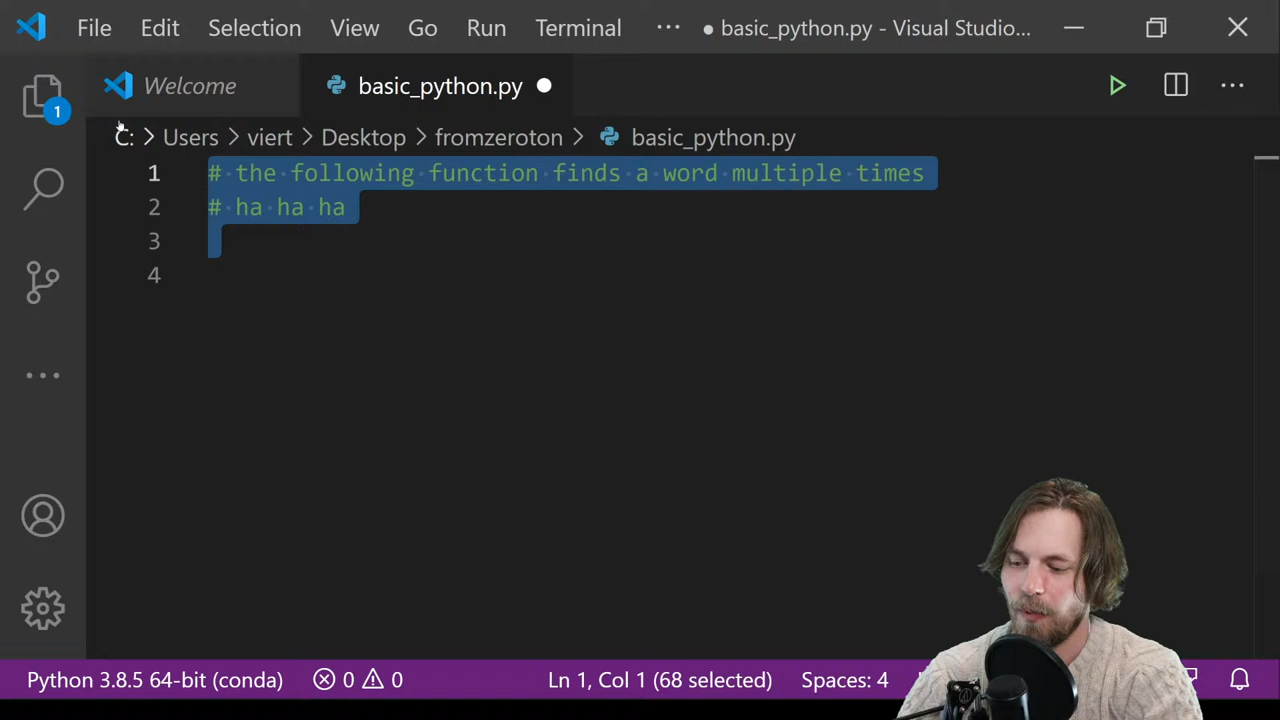 File Edit Selection View Go Run Terminal ··· ● basic_python.py - Visual Studio...
1 Welcome basic_python.py
C: > Users > viert > Desktop > fromzeroton > basic_python.py
1 # the following function finds a word multiple times
2 # ha ha ha
3
4
Python 3.8.5 64-bit (conda) 0 0 Ln 1, Col 1 (68 selected) Spaces: 4